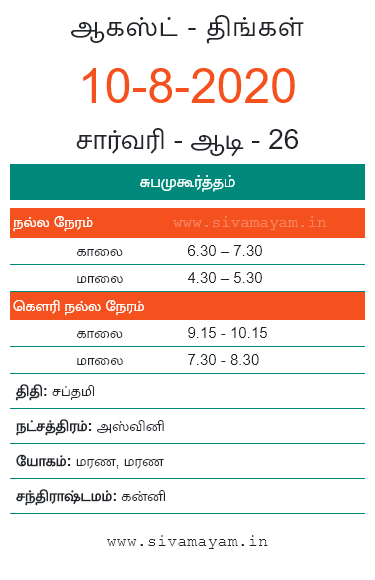 ஆகஸ்ட் - திங்கள்
10-8-2020
சார்வரி - ஆடி - 26
சுபமுகூர்த்தம்
நல்ல நேரம் www.sivamayam.in
காலை 6.30 – 7.30
மாலை 4.30 – 5.30
கௌரி நல்ல நேரம்
காலை 9.15 - 10.15
மாலை 7.30 - 8.30
திதி: சப்தமி
நட்சத்திரம்: அஸ்வினி
யோகம்: மரண, மரண
சந்திராஷ்டமம்: கன்னி
www.sivamayam.in